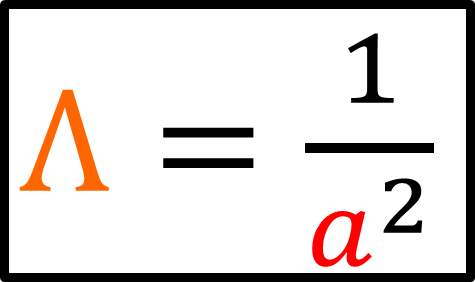 Λ = 1/a²